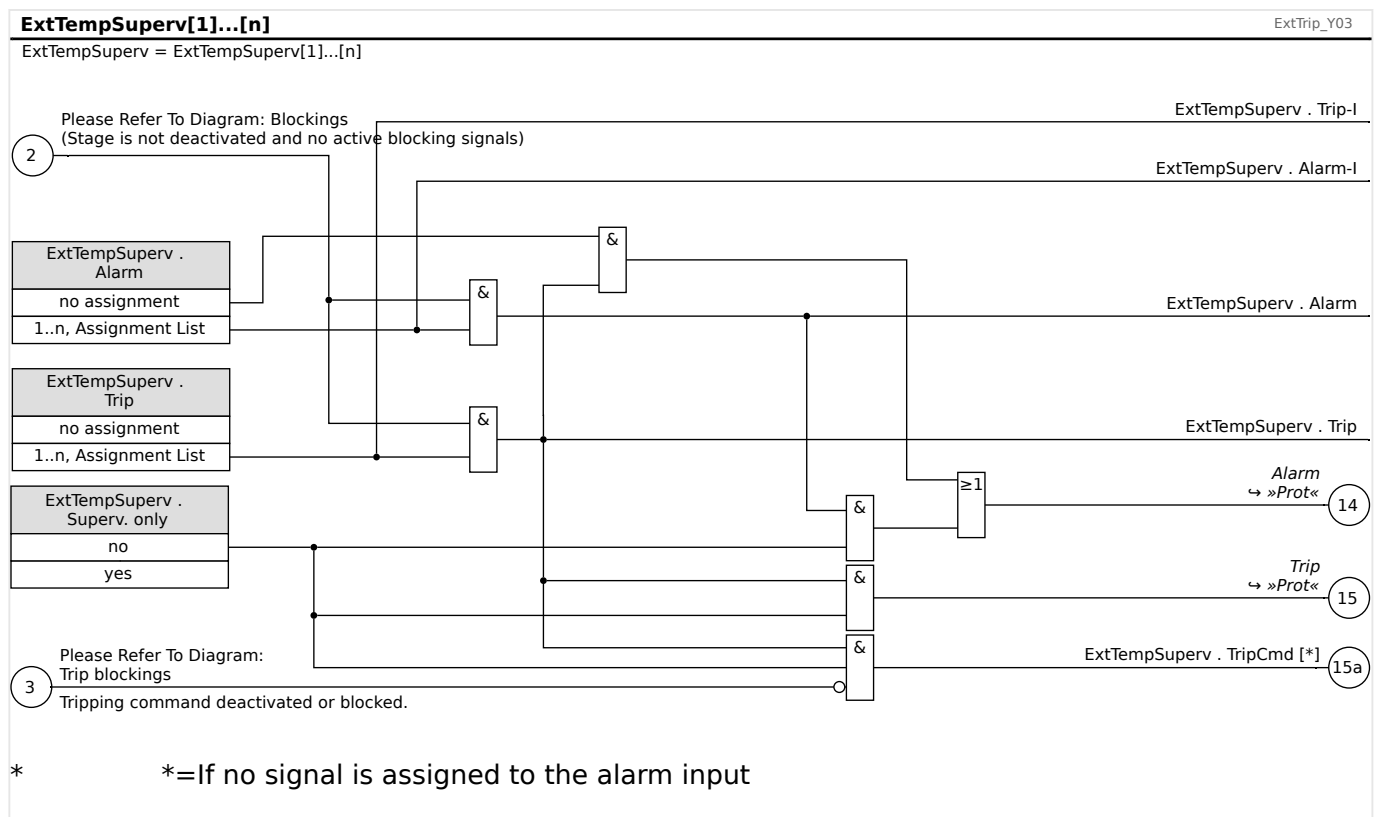 ExtTempSuperv[1]...[n]
ExtTrip_Y03
ExtTempSuperv = ExtTempSuperv[1]...[n]
ExtTempSuperv . Trip-I
Please Refer To Diagram: Blockings
(Stage is not deactivated and no active blocking signals)
2
ExtTempSuperv . Alarm-I
&
ExtTempSuperv .
Alarm
no assignment
1..n, Assignment List
&
ExtTempSuperv . Alarm
ExtTempSuperv .
Trip
no assignment
1..n, Assignment List
&
ExtTempSuperv . Trip
ExtTempSuperv .
Superv. only
no
yes
≥1
Alarm
↪ »Prot«
14
&
&
Trip
↪ »Prot«
15
&
ExtTempSuperv . TripCmd [*]
15a
Please Refer To Diagram:
Trip blockings
3
Tripping command deactivated or blocked.
* *=If no signal is assigned to the alarm input